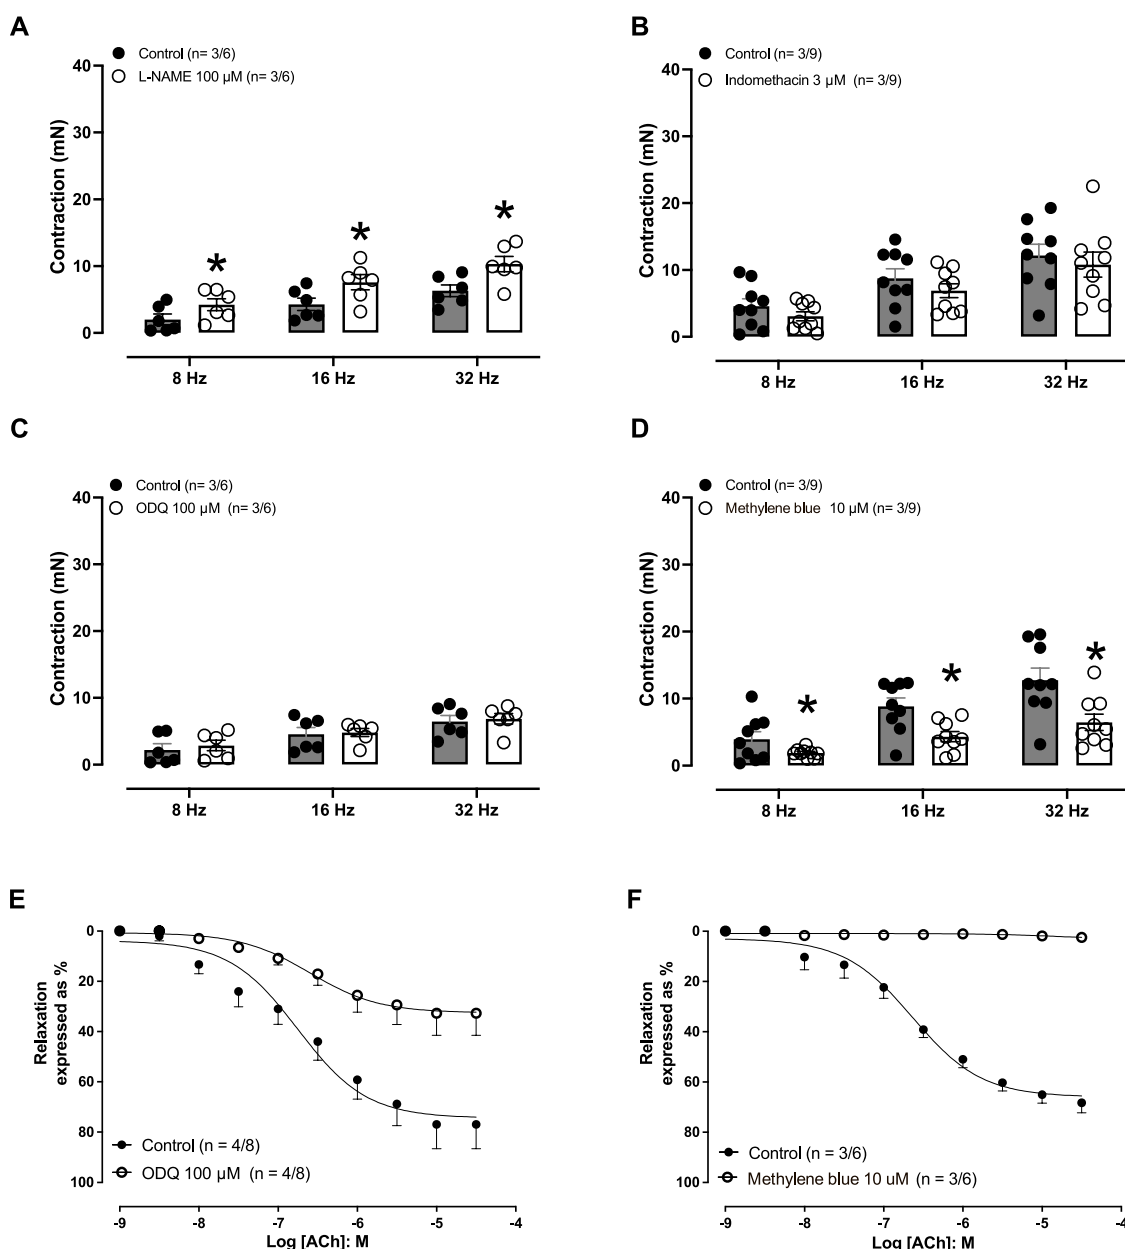 A
Control (n= 3/6)
L-NAME 100 µM (n= 3/6)
Contraction (mN)
40
30
20
10
0
*
*
*
8 Hz
16 Hz
32 Hz
B
Control (n= 3/9)
Indomethacin 3 µM (n= 3/9)
Contraction (mN)
40
30
20
10
0
8 Hz
16 Hz
32 Hz
C
Control (n= 3/6)
ODQ 100 µM (n= 3/6)
Contraction (mN)
40
30
20
10
0
8 Hz
16 Hz
32 Hz
D
Control (n= 3/9)
Methylene blue 10 µM (n= 3/9)
Contraction (mN)
40
30
20
10
0
*
*
*
8 Hz
16 Hz
32 Hz
E
Relaxation
expressed as %
0
20
40
60
80
100
Control (n = 4/8)
ODQ 100 µM (n = 4/8)
-9
-8
-7
-6
-5
-4
Log [ACh]: M
F
Relaxation
expressed as %
0
20
40
60
80
100
Control (n = 3/6)
Methylene blue 10 uM (n = 3/6)
-9
-8
-7
-6
-5
-4
Log [ACh]: M